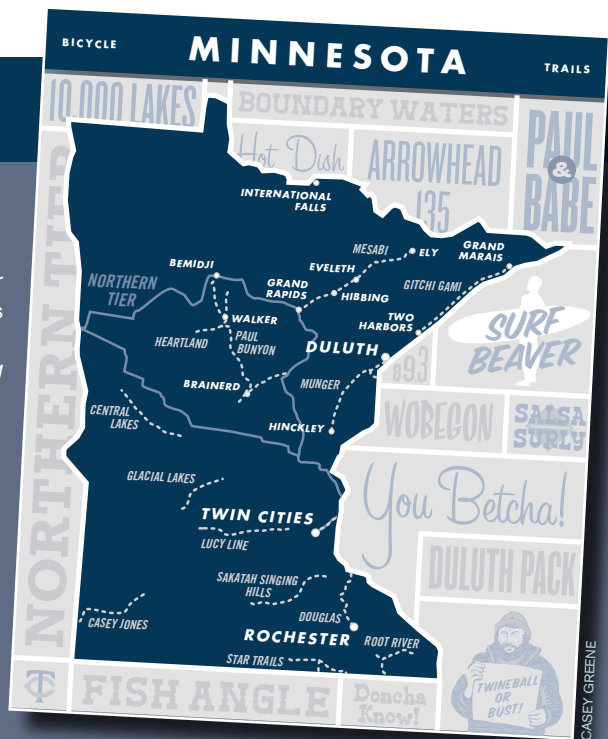 BICYCLE
MINNESOTA
TRAILS
10,000 LAKES
BOUNDARY WATERS
PAUL
&
BABE
Hot Dish
ARROWHEAD
135
INTERNATIONAL
FALLS
NORTHERN TIER
MESABI
ELY
GRAND
MARAIS
BEMIDJI
EVELETH
GRAND
RAPIDS
HIBBING
GITCHI GAMI
NORTHERN
TIER
WALKER
TWO
HARBORS
HEARTLAND
PAUL
BUNYON
DULUTH
SURF
BEAVER
89.3
BRAINERD
MUNGER
CENTRAL
LAKES
HINCKLEY
WOBEGON
SALSA
SURLY
GLACIAL LAKES
You Betcha!
TWIN CITIES
LUCY LINE
DULUTH PACK
SAKATAH SINGING
HILLS
DOUGLAS
CASEY JONES
ROCHESTER
ROOT RIVER
STAR TRAILS
TWINEBALL
OR
BUST!
TC
FISH ANGLE
Doncha
Know!
CASEY GREENE